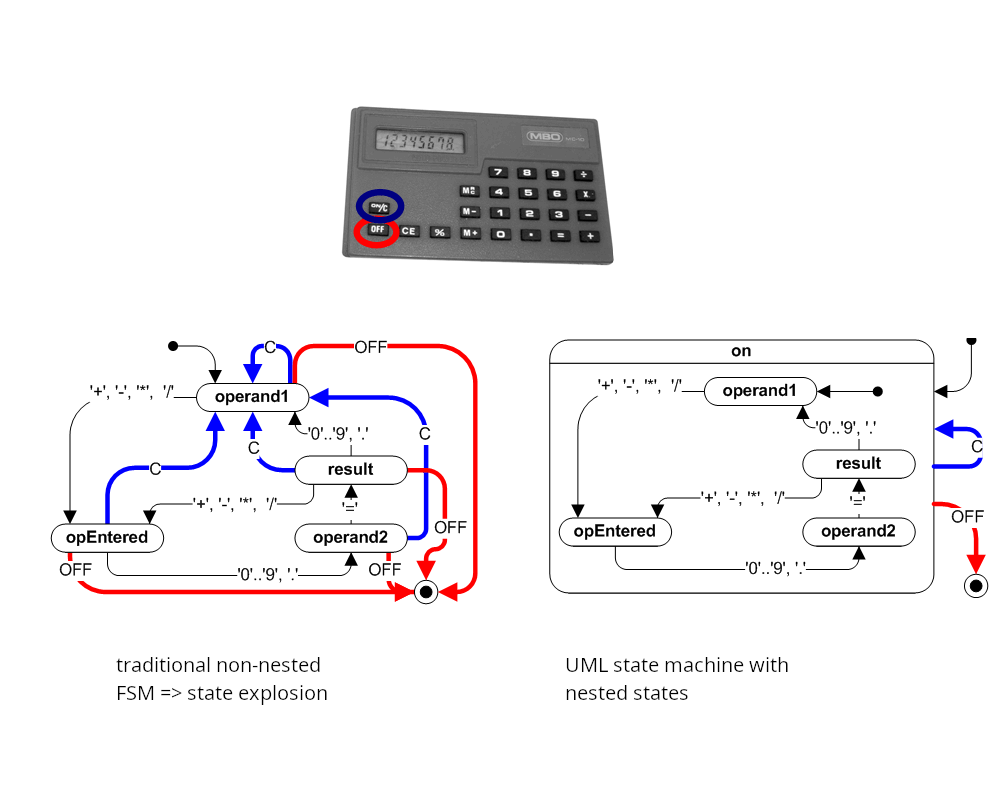 MBO
12345678.
7 8 9 ÷
4 5 6 X
M- 1 2 3 -
ON/C
OFF CE % M+ 0 · = +
C
OFF
operand1
'+', '-', '*', '/'
'0'..'9', '.'
C
C
result
C
'+', '-', '*', '/'
'='
OFF
opEntered
operand2
OFF
OFF
'0'..'9', '.'
on
'+', '-', '*', '/'
operand1
'0'..'9', '.'
C
result
'+', '-', '*', '/'
'='
OFF
opEntered
operand2
'0'..'9', '.'
traditional non-nested
FSM => state explosion
UML state machine with
nested states